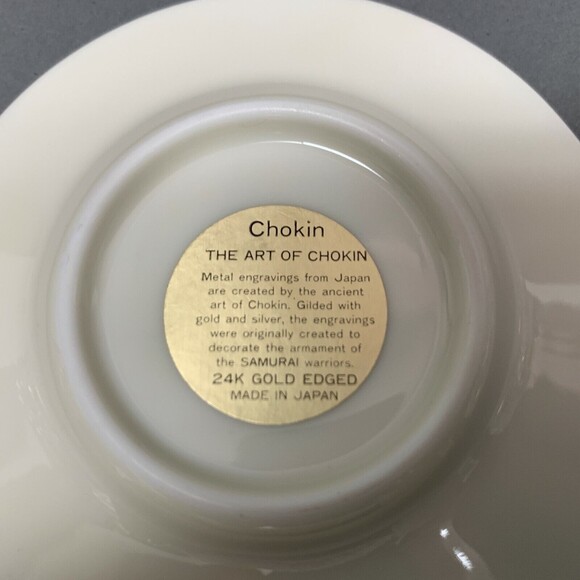 Chokin
THE ART OF CHOKIN
Metal engravings from Japan
are created by the ancient
art of Chokin. Gilded with
gold and silver, the engravings
were originally created to
decorate the armament of
the SAMURAI warriors.
24K GOLD EDGED
MADE IN JAPAN